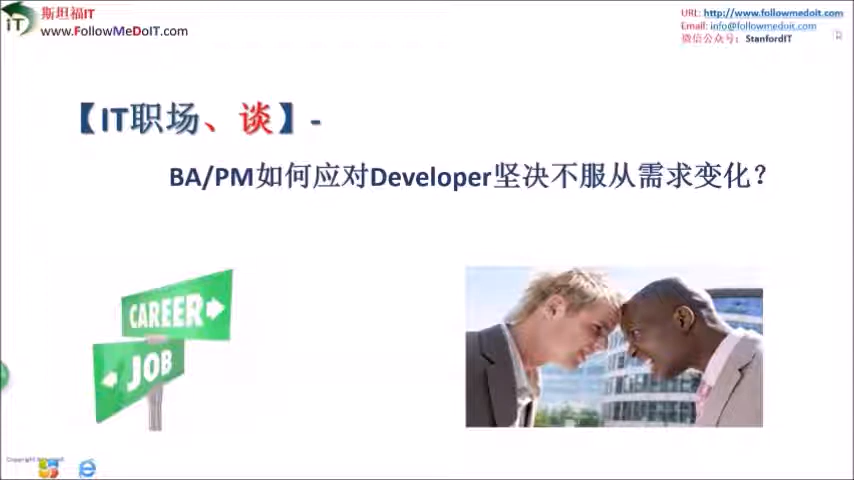 iT
斯坦福IT
www.FollowMeDoIT.com
URL: http://www.followmedoit.com
Email: info@followmedoit.com
微信公众号：StanfordIT
【IT职场、谈】-
BA/PM如何应对Developer坚决不服从需求变化？
CAREER
JOB